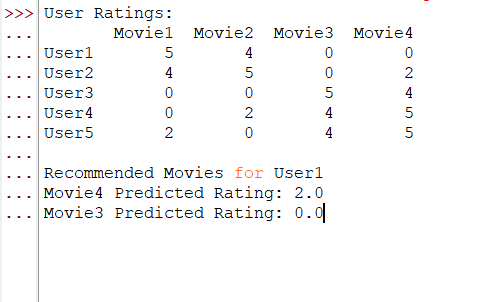 >>> User Ratings:
...        Movie1  Movie2  Movie3  Movie4
... User1       5       4       0       0
... User2       4       5       0       2
... User3       0       0       5       4
... User4       0       2       4       5
... User5       2       0       4       5
...
... Recommended Movies for User1
... Movie4 Predicted Rating: 2.0
... Movie3 Predicted Rating: 0.0